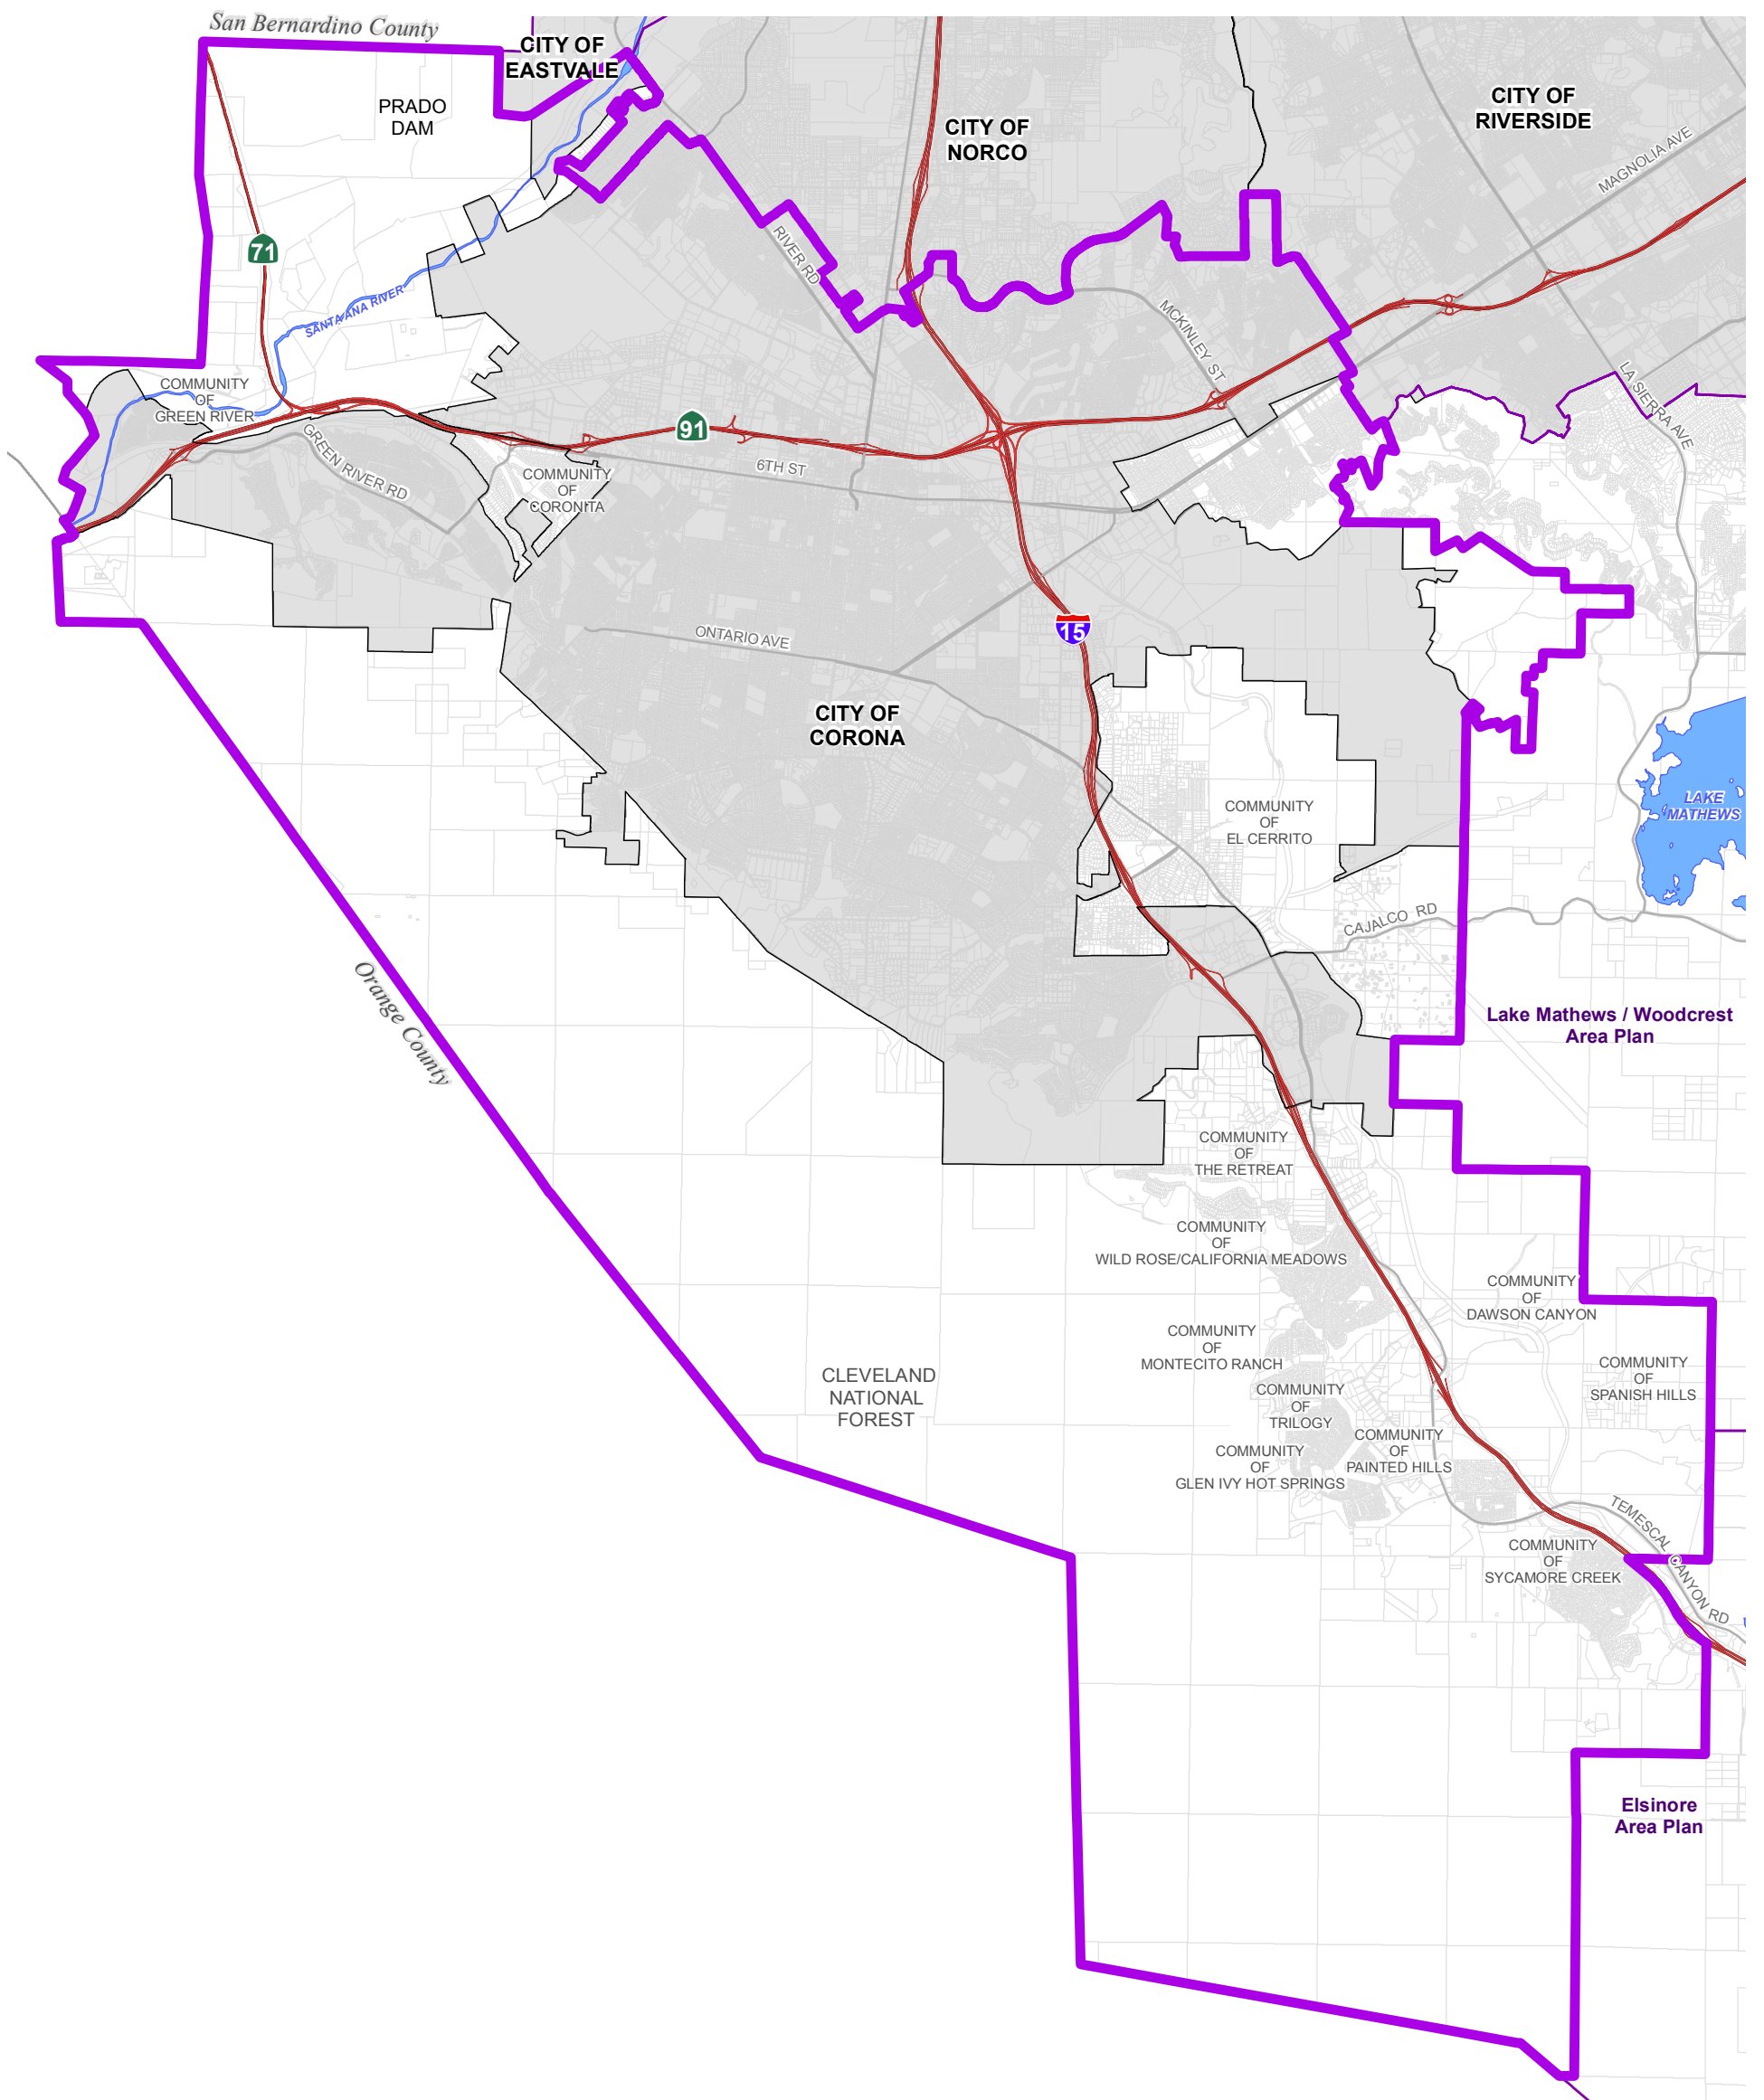 San Bernardino County
CITY OF
EASTVALE
PRADO
DAM
CITY OF
NORCO
CITY OF
RIVERSIDE
MAGNOLIA AVE
71
RIVER RD
SANTA ANA RIVER
MCKINLEY ST
LA SIERRA AVE
COMMUNITY
OF
GREEN RIVER
GREEN RIVER RD
91
6TH ST
COMMUNITY
OF
CORONITA
ONTARIO AVE
15
CITY OF
CORONA
COMMUNITY
OF
EL CERRITO
LAKE
MATHEWS
CAJALCO RD
Orange County
Lake Mathews / Woodcrest
Area Plan
COMMUNITY
OF
THE RETREAT
COMMUNITY
OF
WILD ROSE/CALIFORNIA MEADOWS
COMMUNITY
OF
DAWSON CANYON
COMMUNITY
OF
MONTECITO RANCH
COMMUNITY
OF
SPANISH HILLS
CLEVELAND
NATIONAL
FOREST
COMMUNITY
OF
TRILOGY
COMMUNITY
OF
PAINTED HILLS
COMMUNITY
OF
GLEN IVY HOT SPRINGS
TEMESCAL CANYON RD
COMMUNITY
OF
SYCAMORE CREEK
Elsinore
Area Plan